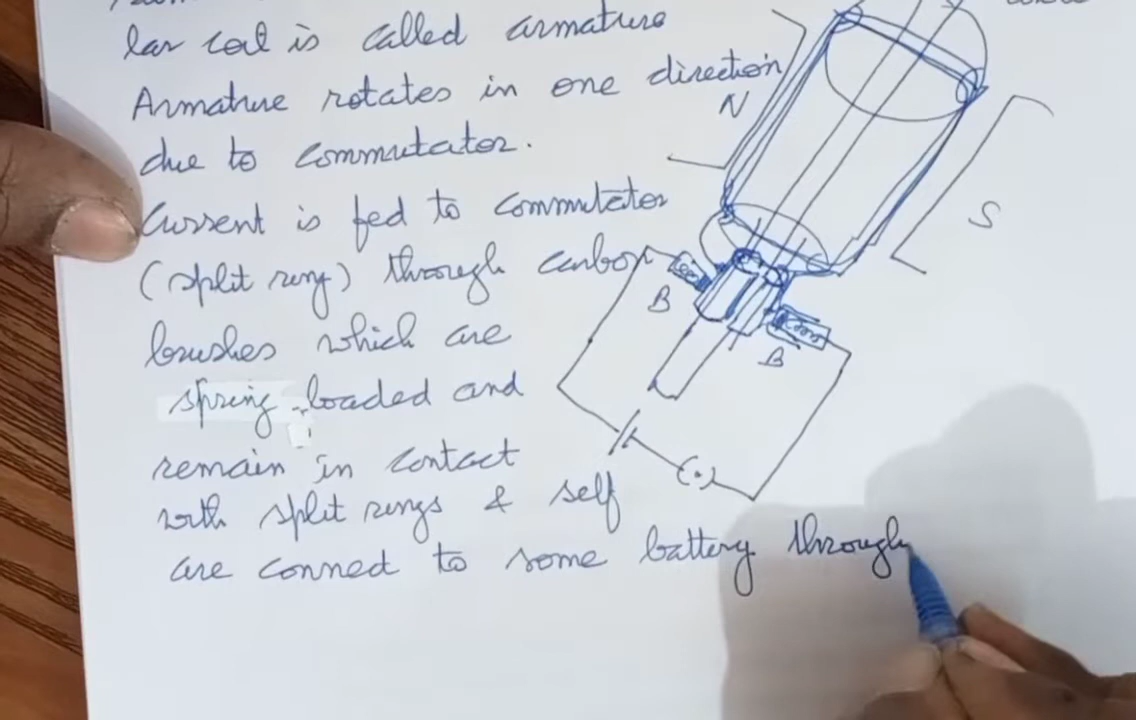 lar coil is called armature
Armature rotates in one direction
N
due to commutator.
Current is fed to commutator
S
(split ring) through carbon
B
brushes which are
B
spring loaded and
remain in contact
with split rings & self
are conned to some battery through